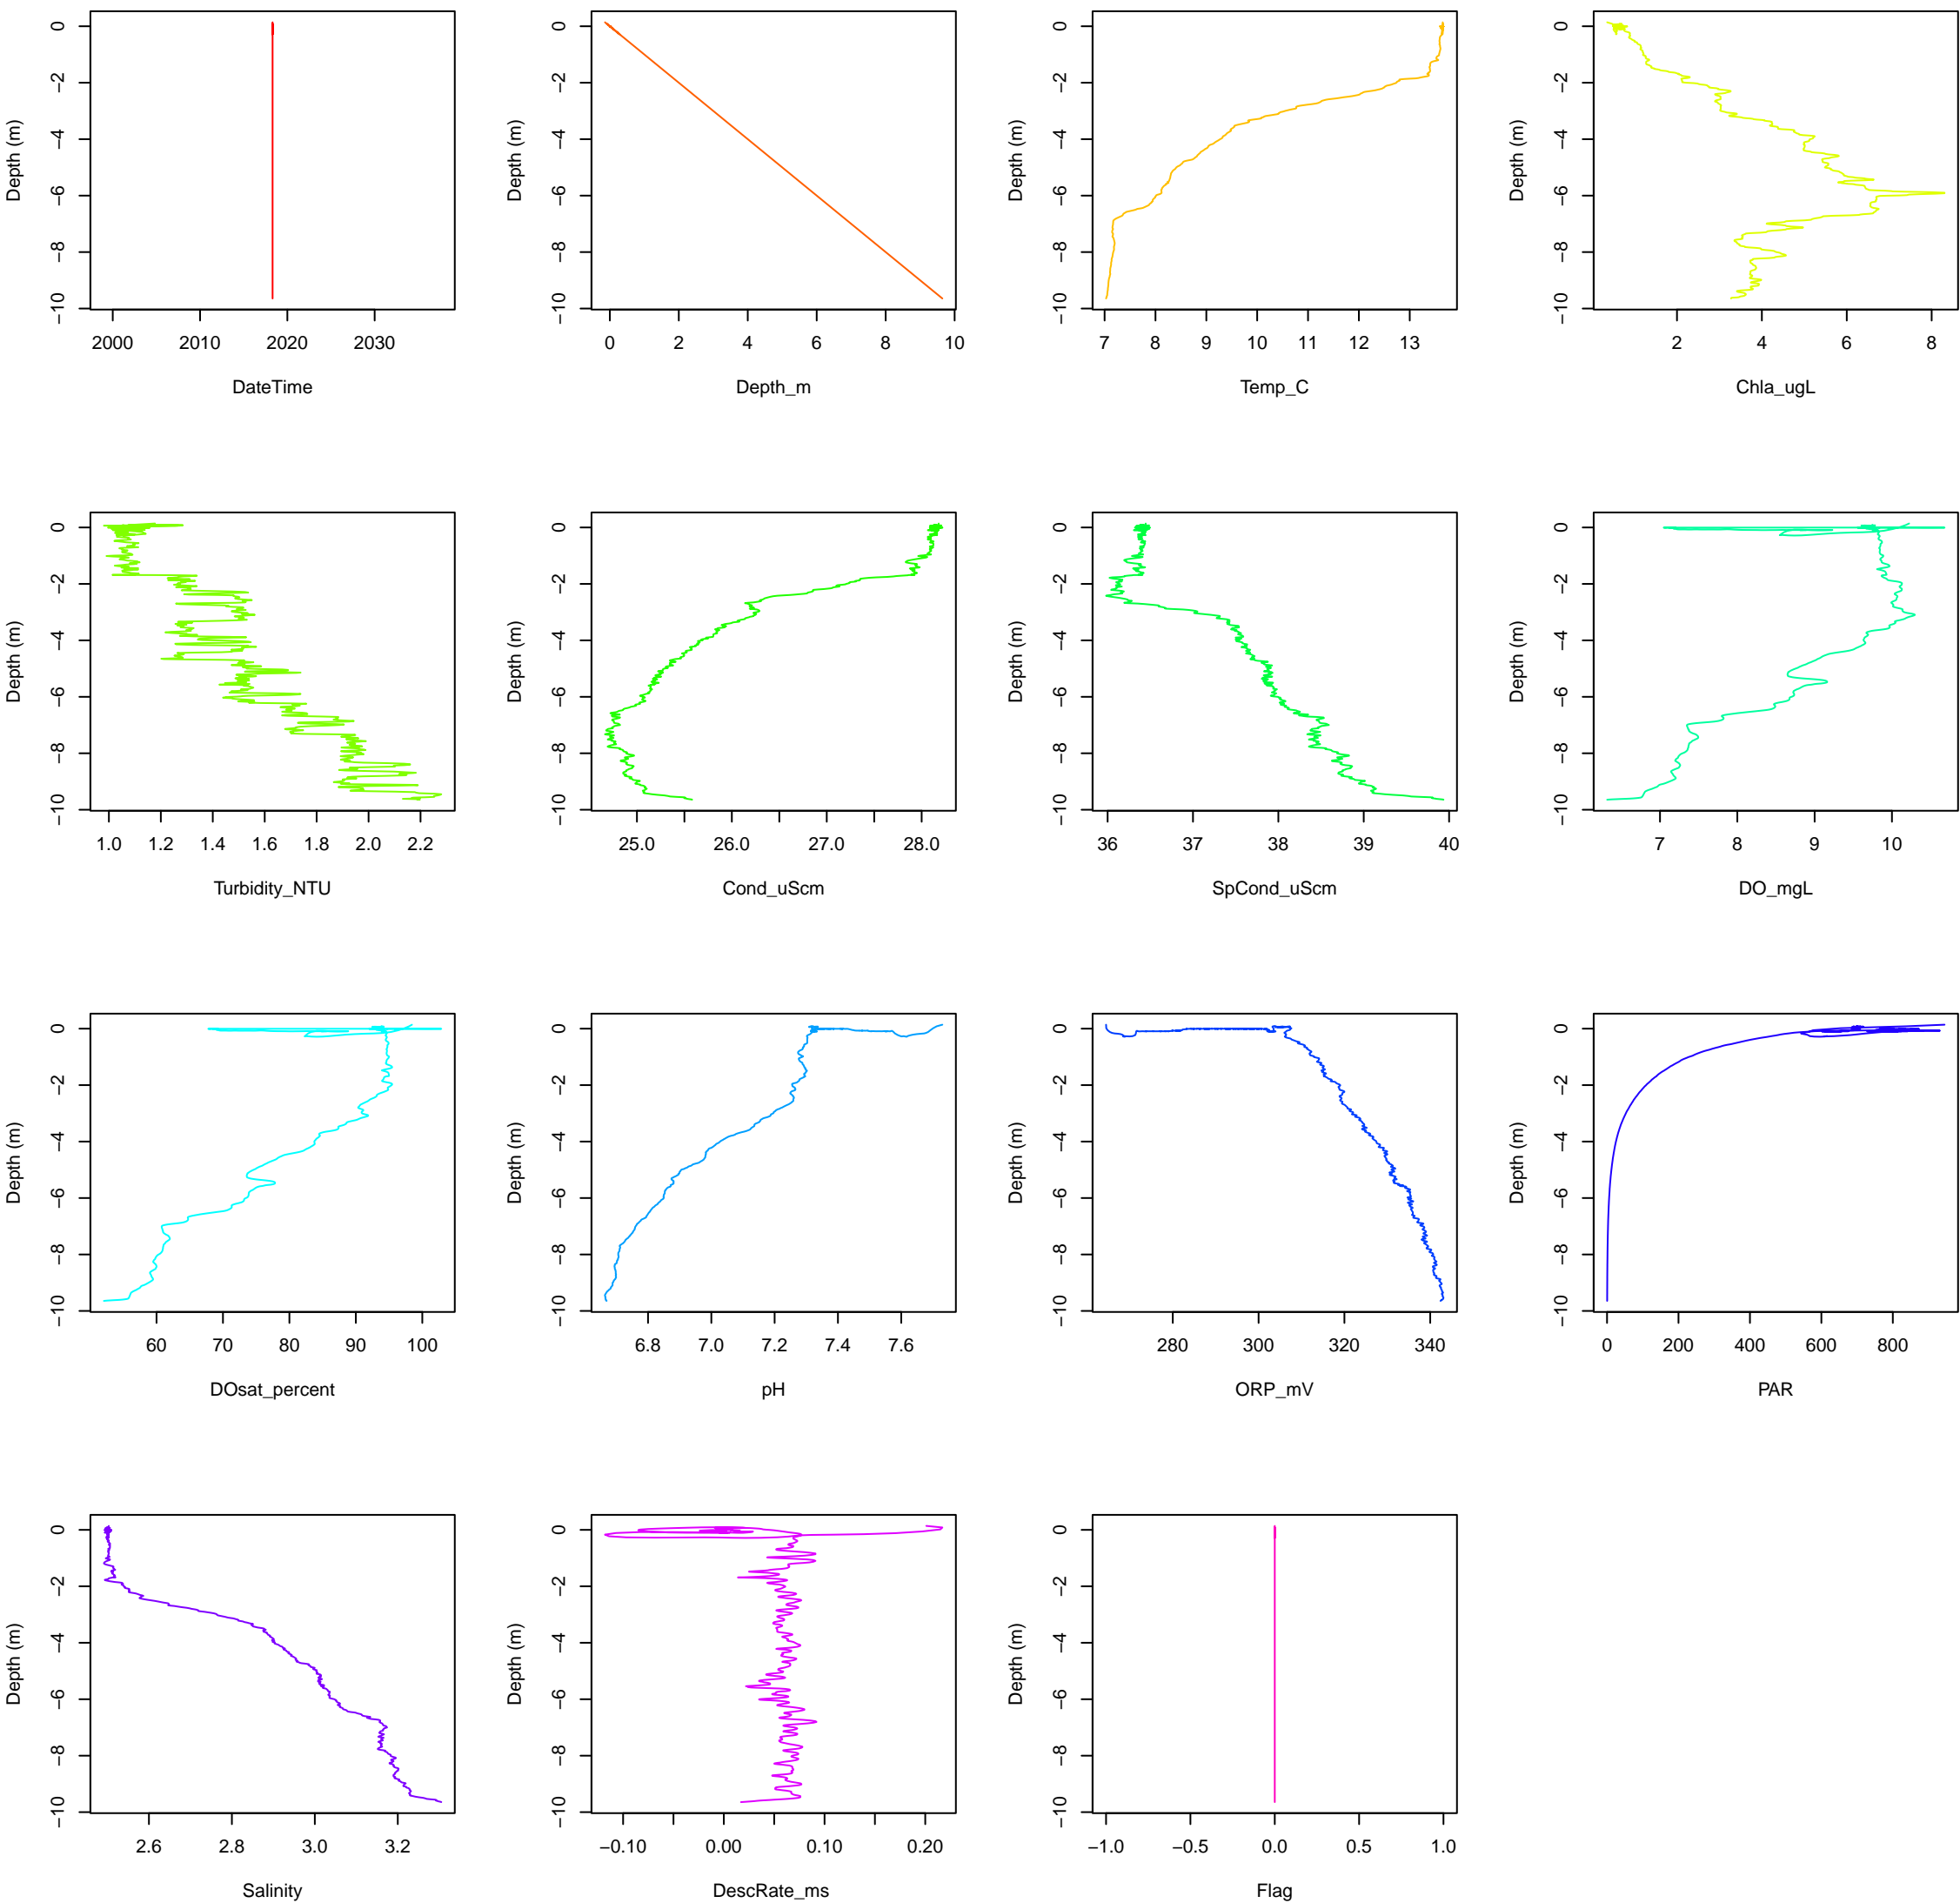 Depth (m)
0
−2
−4
−6
−8
−10
2000 2010 2020 2030
DateTime
Depth (m)
0
−2
−4
−6
−8
−10
0 2 4 6 8 10
Depth_m
Depth (m)
0
−2
−4
−6
−8
−10
7 8 9 10 11 12 13
Temp_C
Depth (m)
0
−2
−4
−6
−8
−10
2 4 6 8
Chla_ugL
Depth (m)
0
−2
−4
−6
−8
−10
1.0 1.2 1.4 1.6 1.8 2.0 2.2
Turbidity_NTU
Depth (m)
0
−2
−4
−6
−8
−10
25.0 26.0 27.0 28.0
Cond_uScm
Depth (m)
0
−2
−4
−6
−8
−10
36 37 38 39 40
SpCond_uScm
Depth (m)
0
−2
−4
−6
−8
−10
7 8 9 10
DO_mgL
Depth (m)
0
−2
−4
−6
−8
−10
60 70 80 90 100
DOsat_percent
Depth (m)
0
−2
−4
−6
−8
−10
6.8 7.0 7.2 7.4 7.6
pH
Depth (m)
0
−2
−4
−6
−8
−10
280 300 320 340
ORP_mV
Depth (m)
0
−2
−4
−6
−8
−10
0 200 400 600 800
PAR
Depth (m)
0
−2
−4
−6
−8
−10
2.6 2.8 3.0 3.2
Salinity
Depth (m)
0
−2
−4
−6
−8
−10
−0.10 0.00 0.10 0.20
DescRate_ms
Depth (m)
0
−2
−4
−6
−8
−10
−1.0 −0.5 0.0 0.5 1.0
Flag